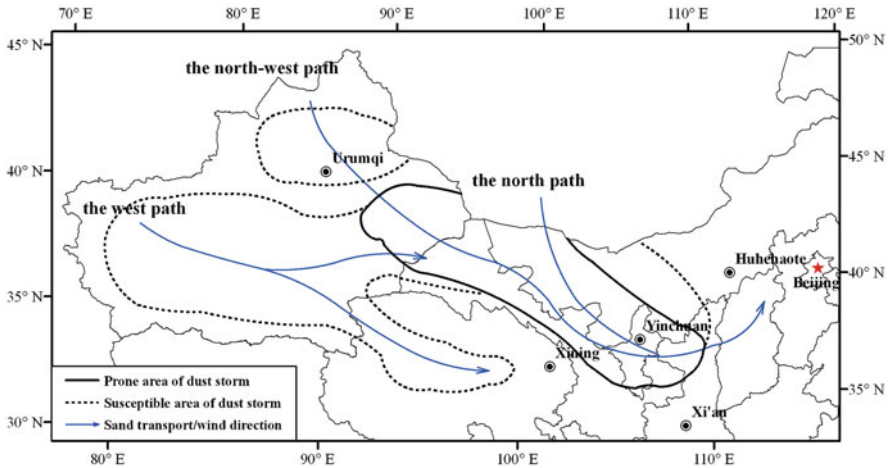 70° E 80° E 90° E 100° E 110° E 120° E
45° N
50° N
the north-west path
Urumqi
45° N
40° N
the north path
the west path
Huhehaote
40° N
Beijing
35° N
Yinchuan
Xining
Prone area of dust storm
Susceptible area of dust storm
35° N
Sand transport/wind direction
Xi'an
30° N
80° E 90° E 100° E 110° E